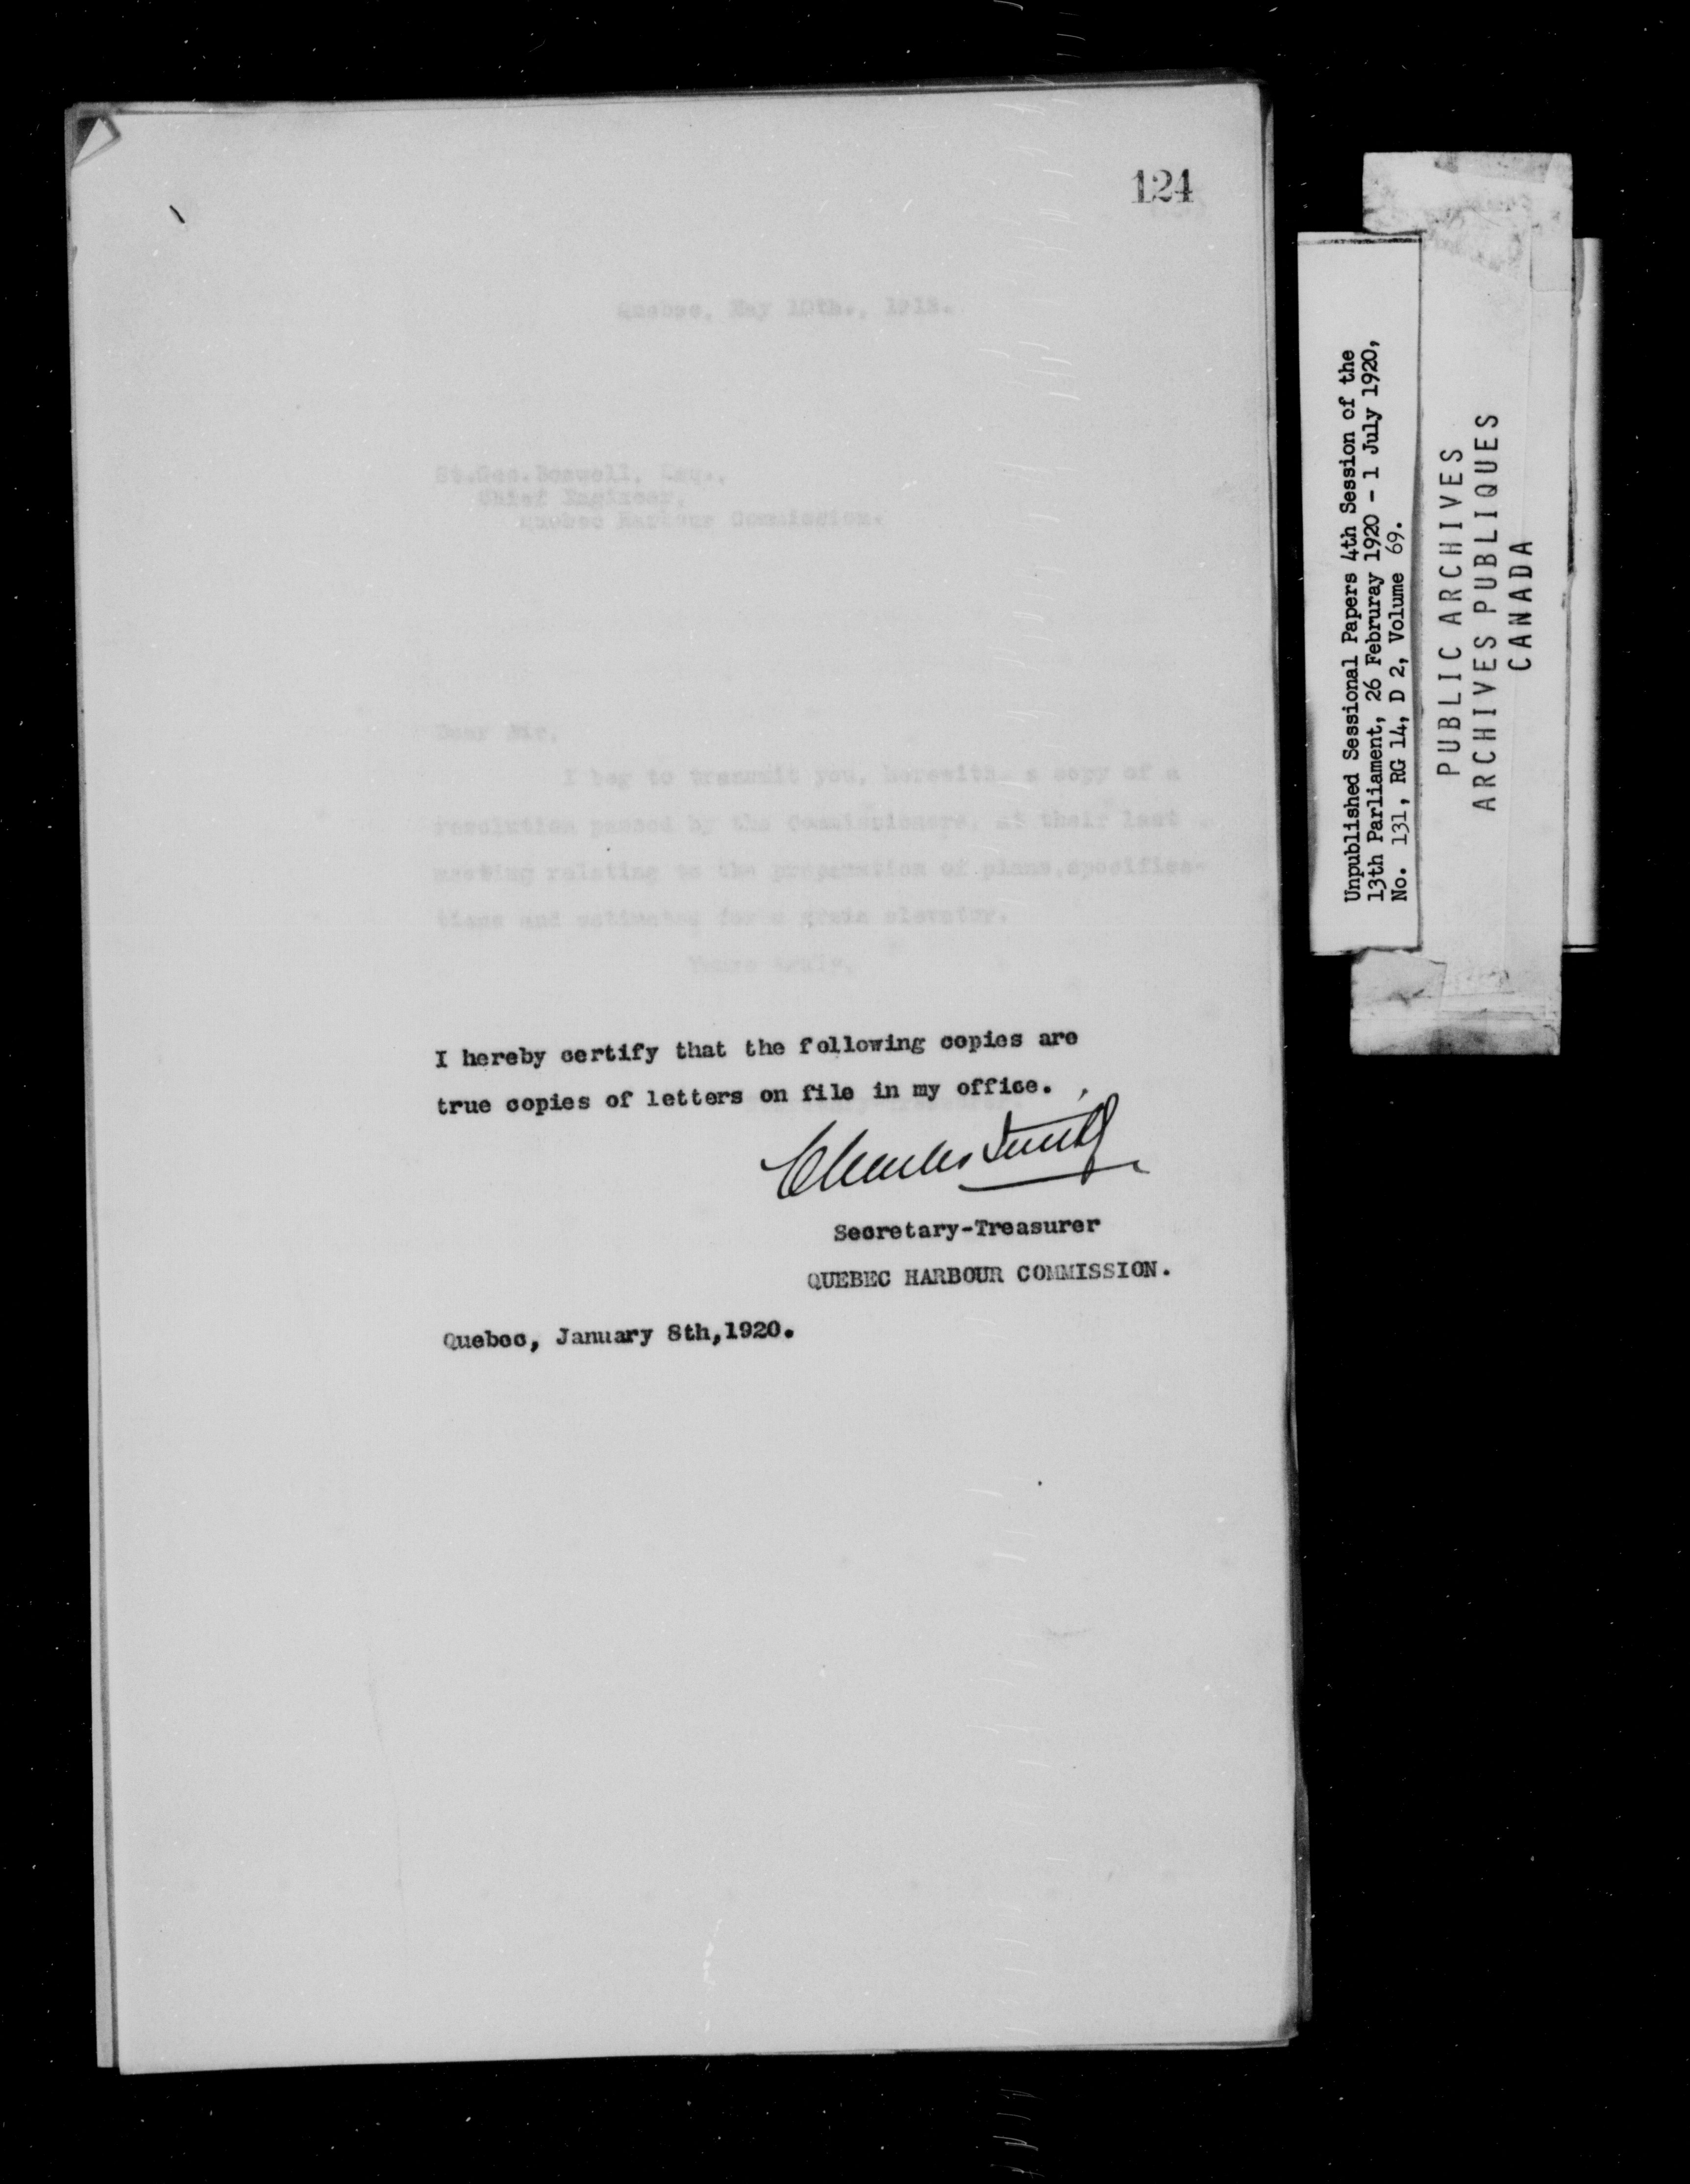 124
Quebec, May 10th., 1912.
St.Geo.Boswell, Esq.,
Chief Engineer,
Quebec Harbour Commission.
Dear Sir,
I beg to transmit you, herewith a copy of a
resolution passed by the Commissioners, at their last
meeting relating to the preparation of plans,specifica-
tions and estimates for a grain elevator.
Yours truly,
I hereby certify that the following copies are
true copies of letters on file in my office.
Charles Smith
Secretary-Treasurer
QUEBEC HARBOUR COMMISSION.
Quebec, January 8th,1920.
Unpublished Sessional Papers 4th Session of the
13th Parliament, 26 Februray 1920 - 1 July 1920,
No. 131, RG 14, D 2, Volume 69.
PUBLIC ARCHIVES
ARCHIVES PUBLIQUES
CANADA